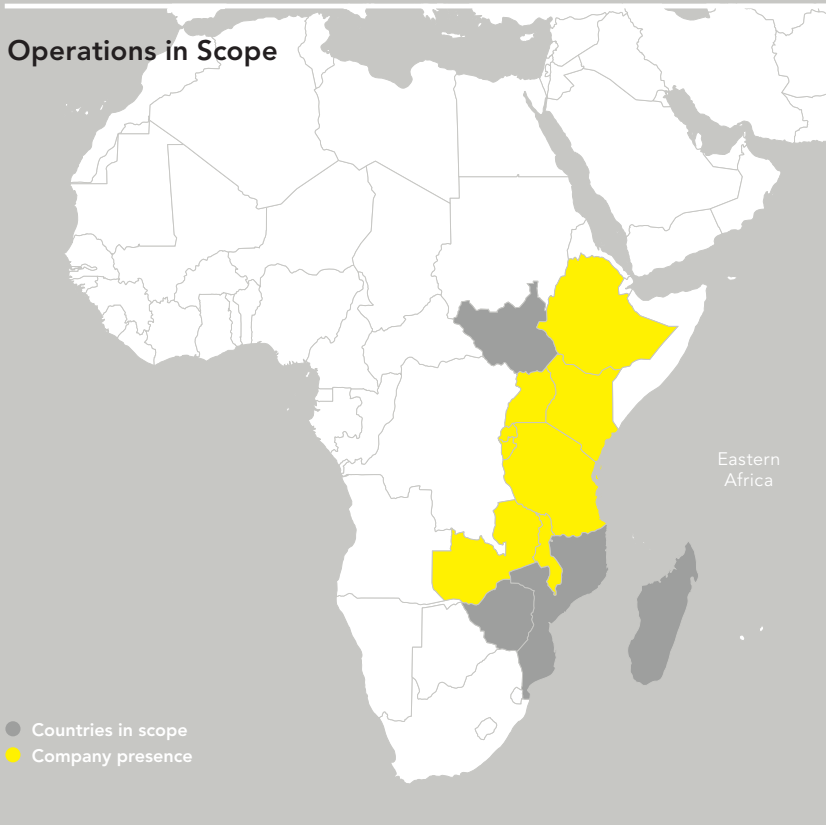 Operations in Scope
Eastern
Africa
Countries in scope
Company presence